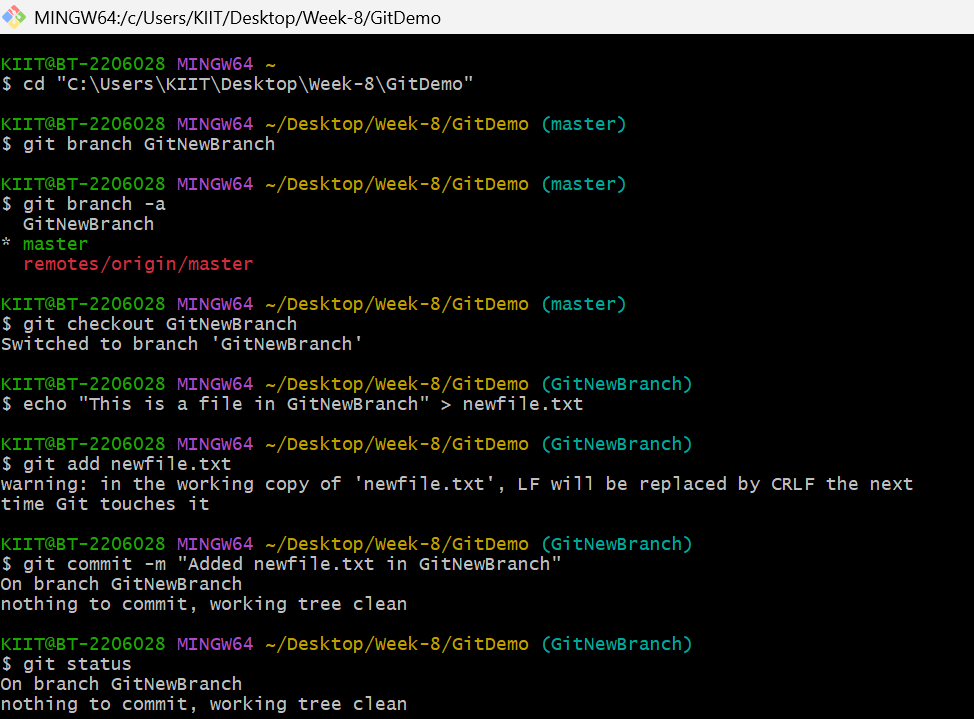 MINGW64:/c/Users/KIIT/Desktop/Week-8/GitDemo
KIIT@BT-2206028 MINGW64 ~
$ cd "C:\Users\KIIT\Desktop\Week-8\GitDemo"
KIIT@BT-2206028 MINGW64 ~/Desktop/Week-8/GitDemo (master)
$ git branch GitNewBranch
KIIT@BT-2206028 MINGW64 ~/Desktop/Week-8/GitDemo (master)
$ git branch -a
  GitNewBranch
* master
  remotes/origin/master
KIIT@BT-2206028 MINGW64 ~/Desktop/Week-8/GitDemo (master)
$ git checkout GitNewBranch
Switched to branch 'GitNewBranch'
KIIT@BT-2206028 MINGW64 ~/Desktop/Week-8/GitDemo (GitNewBranch)
$ echo "This is a file in GitNewBranch" > newfile.txt
KIIT@BT-2206028 MINGW64 ~/Desktop/Week-8/GitDemo (GitNewBranch)
$ git add newfile.txt
warning: in the working copy of 'newfile.txt', LF will be replaced by CRLF the next
time Git touches it
KIIT@BT-2206028 MINGW64 ~/Desktop/Week-8/GitDemo (GitNewBranch)
$ git commit -m "Added newfile.txt in GitNewBranch"
On branch GitNewBranch
nothing to commit, working tree clean
KIIT@BT-2206028 MINGW64 ~/Desktop/Week-8/GitDemo (GitNewBranch)
$ git status
On branch GitNewBranch
nothing to commit, working tree clean